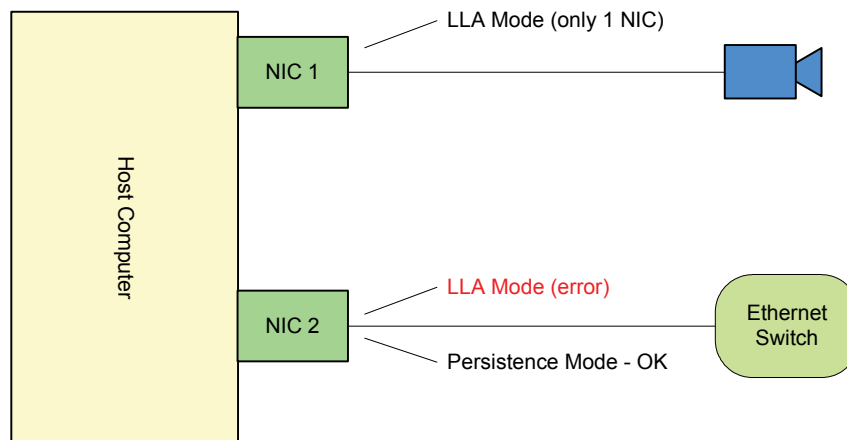 LLA Mode (only 1 NIC)
NIC 1
Host Computer
LLA Mode (error)
NIC 2
Ethernet
Switch
Persistence Mode - OK